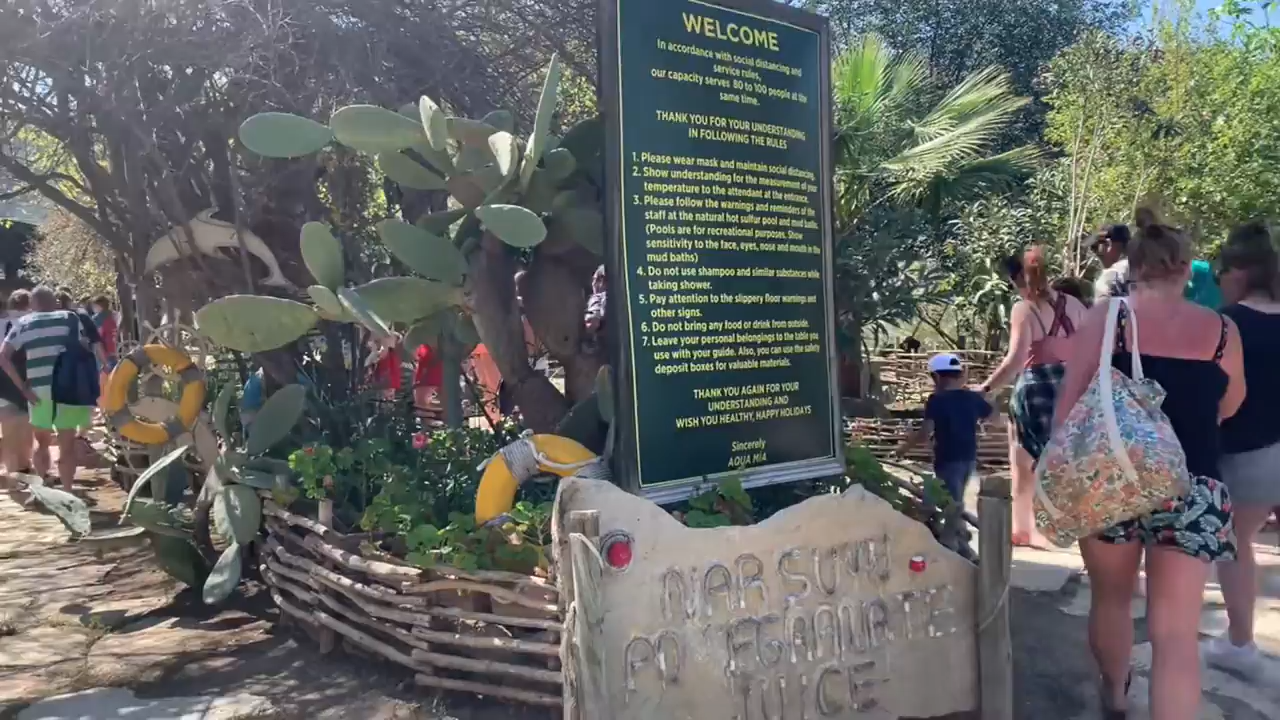 WELCOME
In accordance with social distancing and
service rules,
our capacity serves 80 to 100 people at the
same time.
THANK YOU FOR YOUR UNDERSTANDING
IN FOLLOWING THE RULES
1. Please wear mask and maintain social distancing.
2. Show understanding for the measurement of your
temperature to the attendant at the entrance.
3. Please follow the warnings and reminders of the
staff at the natural hot sulfur pool and mud baths.
(Pools are for recreational purposes. Show
sensitivity to the face, eyes, nose and mouth in the
mud baths)
4. Do not use shampoo and similar substances while
taking shower.
5. Pay attention to the slippery floor warnings and
other signs.
6. Do not bring any food or drink from outside.
7. Leave your personal belongings to the table you
use with your guide. Also, you can use the safety
deposit boxes for valuable materials.
THANK YOU AGAIN FOR YOUR
UNDERSTANDING AND
WISH YOU HEALTHY, HAPPY HOLIDAYS
Sincerely
AQUA MIA
NAR SUYU
JUICE